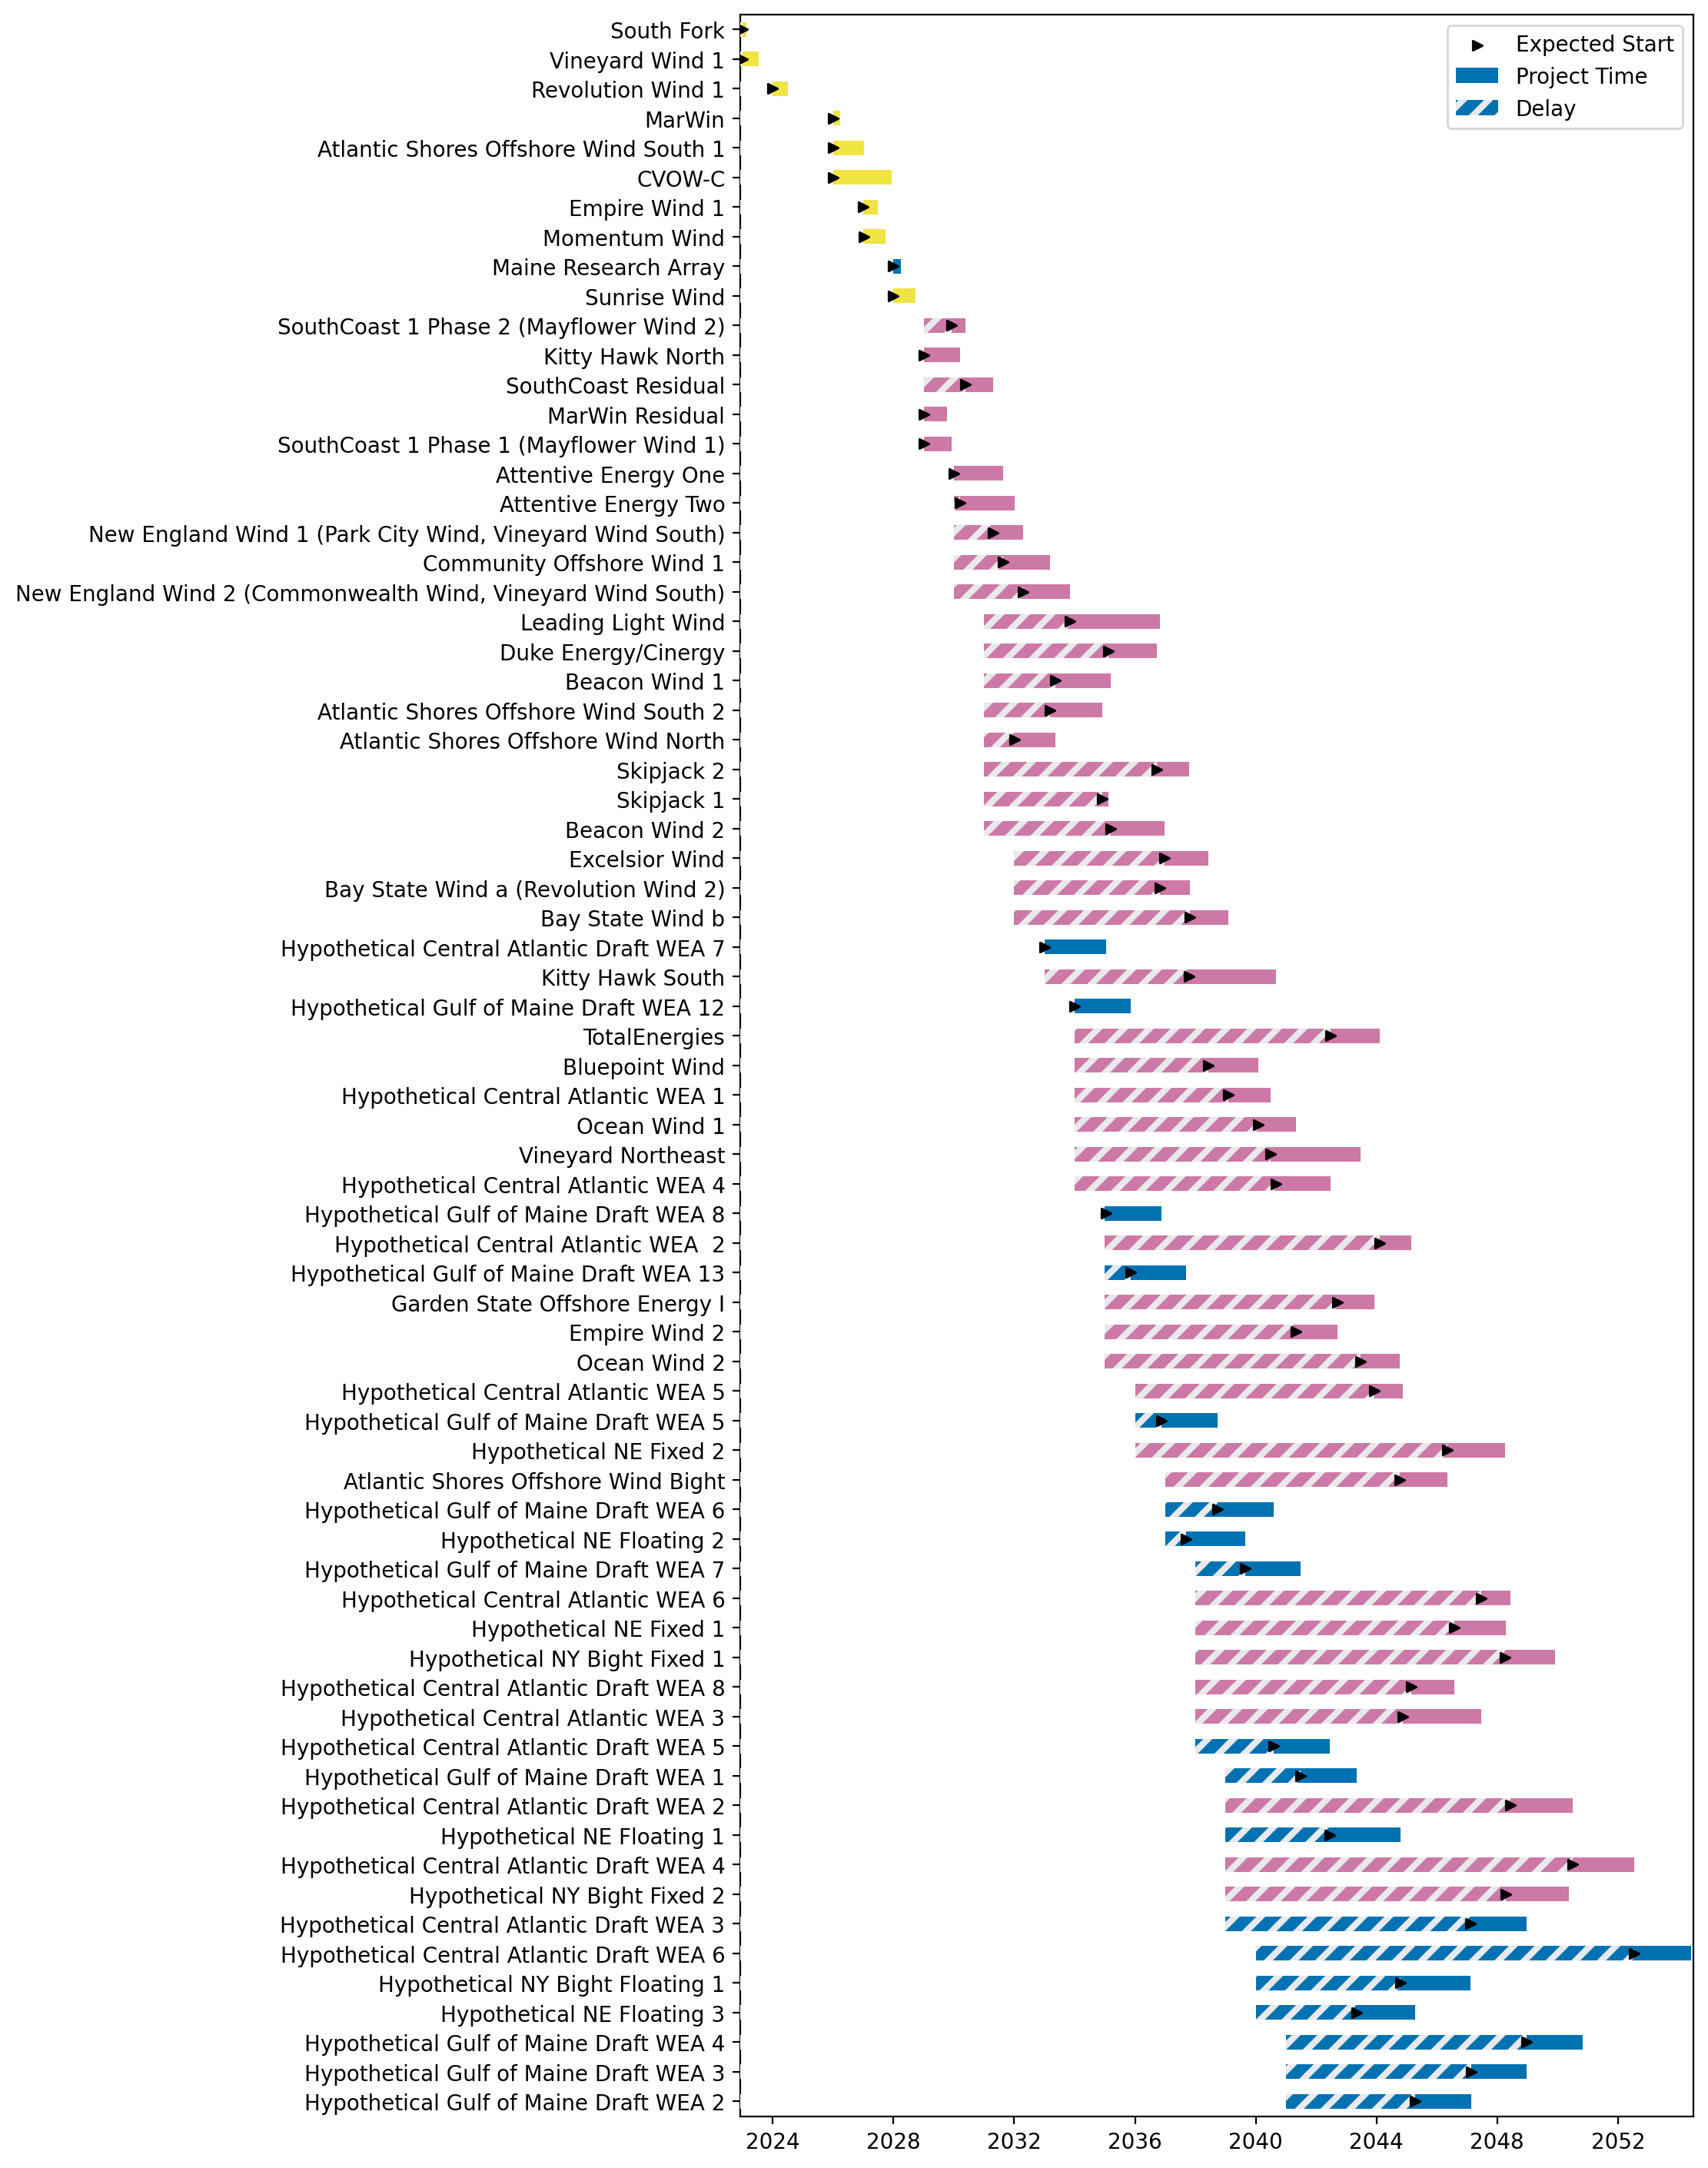 South Fork
Vineyard Wind 1
Revolution Wind 1
MarWin
Atlantic Shores Offshore Wind South 1
CVOW-C
Empire Wind 1
Momentum Wind
Maine Research Array
Sunrise Wind
SouthCoast 1 Phase 2 (Mayflower Wind 2)
Kitty Hawk North
SouthCoast Residual
MarWin Residual
SouthCoast 1 Phase 1 (Mayflower Wind 1)
Attentive Energy One
Attentive Energy Two
New England Wind 1 (Park City Wind, Vineyard Wind South)
Community Offshore Wind 1
New England Wind 2 (Commonwealth Wind, Vineyard Wind South)
Leading Light Wind
Duke Energy/Cinergy
Beacon Wind 1
Atlantic Shores Offshore Wind South 2
Atlantic Shores Offshore Wind North
Skipjack 2
Skipjack 1
Beacon Wind 2
Excelsior Wind
Bay State Wind a (Revolution Wind 2)
Bay State Wind b
Hypothetical Central Atlantic Draft WEA 7
Kitty Hawk South
Hypothetical Gulf of Maine Draft WEA 12
TotalEnergies
Bluepoint Wind
Hypothetical Central Atlantic WEA 1
Ocean Wind 1
Vineyard Northeast
Hypothetical Central Atlantic WEA 4
Hypothetical Gulf of Maine Draft WEA 8
Hypothetical Central Atlantic WEA  2
Hypothetical Gulf of Maine Draft WEA 13
Garden State Offshore Energy I
Empire Wind 2
Ocean Wind 2
Hypothetical Central Atlantic WEA 5
Hypothetical Gulf of Maine Draft WEA 5
Hypothetical NE Fixed 2
Atlantic Shores Offshore Wind Bight
Hypothetical Gulf of Maine Draft WEA 6
Hypothetical NE Floating 2
Hypothetical Gulf of Maine Draft WEA 7
Hypothetical Central Atlantic WEA 6
Hypothetical NE Fixed 1
Hypothetical NY Bight Fixed 1
Hypothetical Central Atlantic Draft WEA 8
Hypothetical Central Atlantic WEA 3
Hypothetical Central Atlantic Draft WEA 5
Hypothetical Gulf of Maine Draft WEA 1
Hypothetical Central Atlantic Draft WEA 2
Hypothetical NE Floating 1
Hypothetical Central Atlantic Draft WEA 4
Hypothetical NY Bight Fixed 2
Hypothetical Central Atlantic Draft WEA 3
Hypothetical Central Atlantic Draft WEA 6
Hypothetical NY Bight Floating 1
Hypothetical NE Floating 3
Hypothetical Gulf of Maine Draft WEA 4
Hypothetical Gulf of Maine Draft WEA 3
Hypothetical Gulf of Maine Draft WEA 2
Expected Start
Project Time
Delay
2024 2028 2032 2036 2040 2044 2048 2052